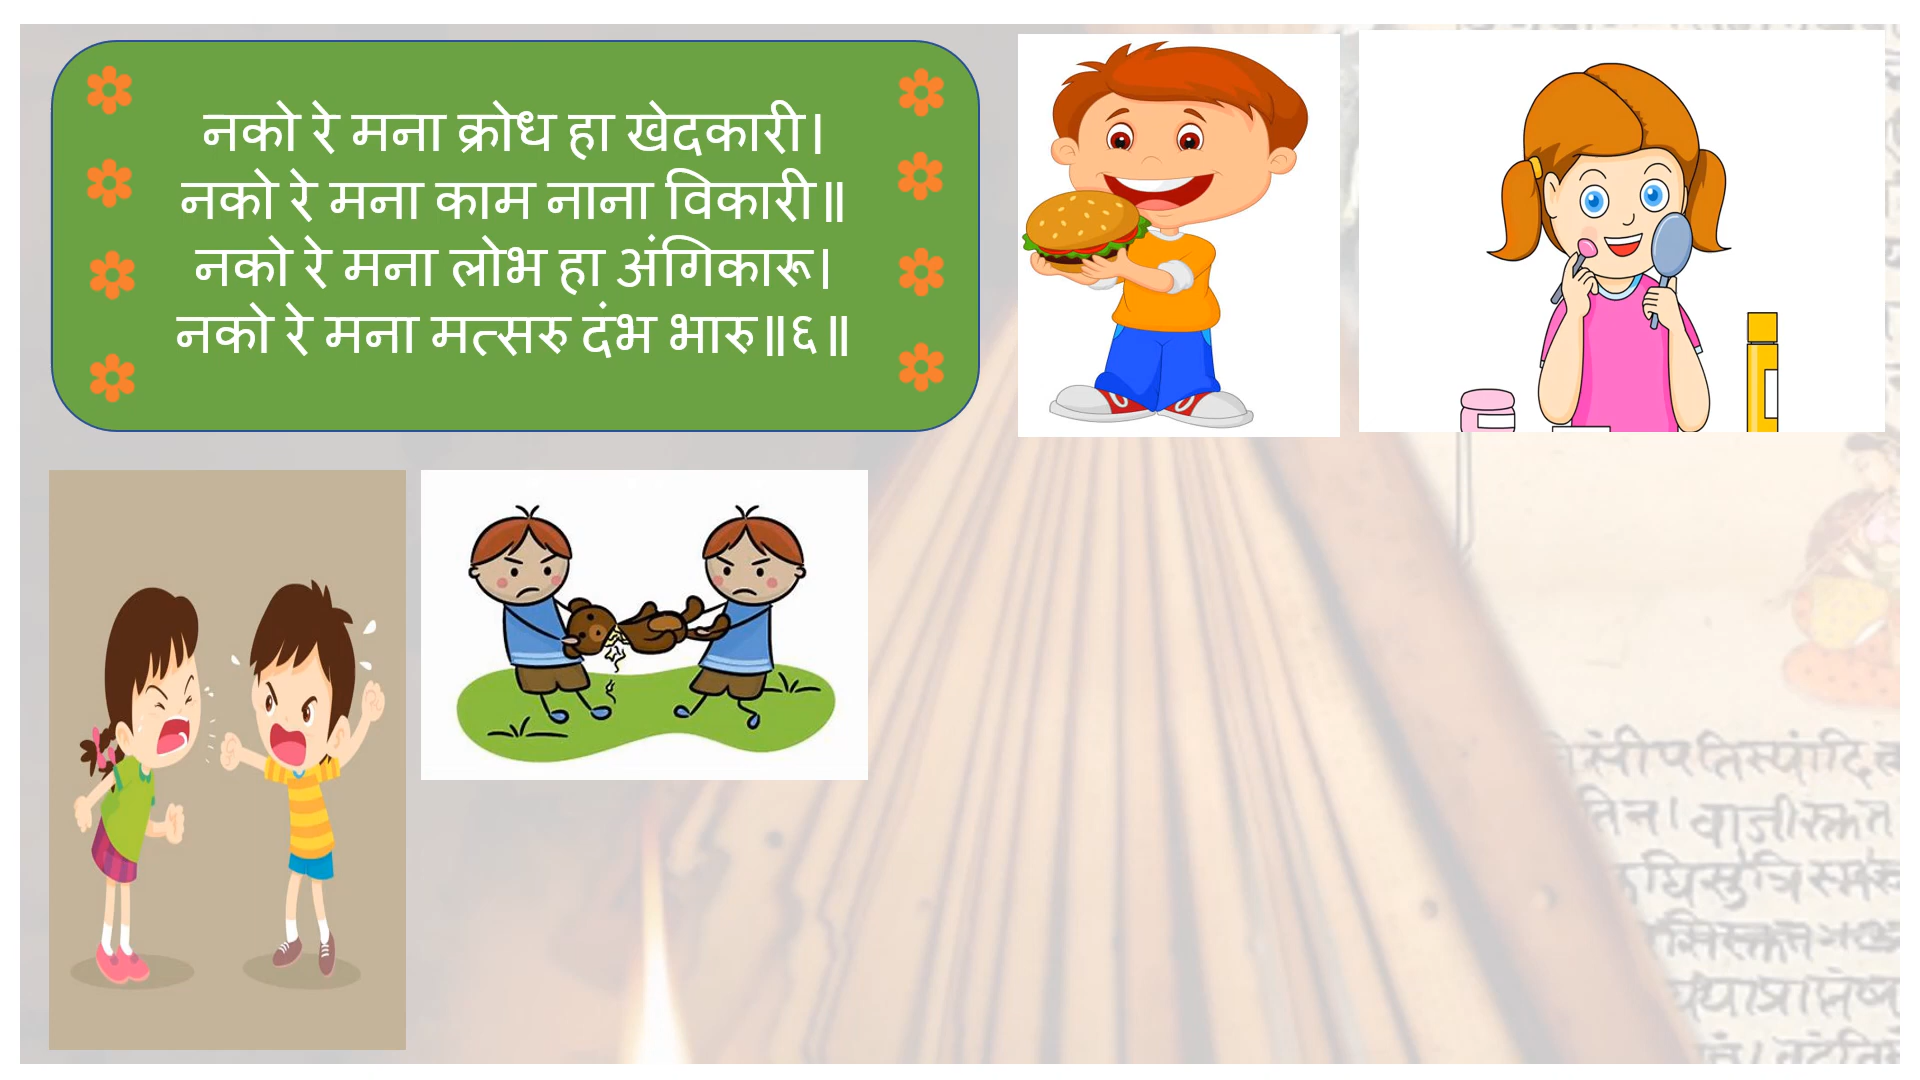 नको रे मना क्रोध हा खेदकारी।
नको रे मना काम नाना विकारी॥
नको रे मना लोभ हा अंगिकारू।
नको रे मना मत्सरु दंभ भारु॥६॥